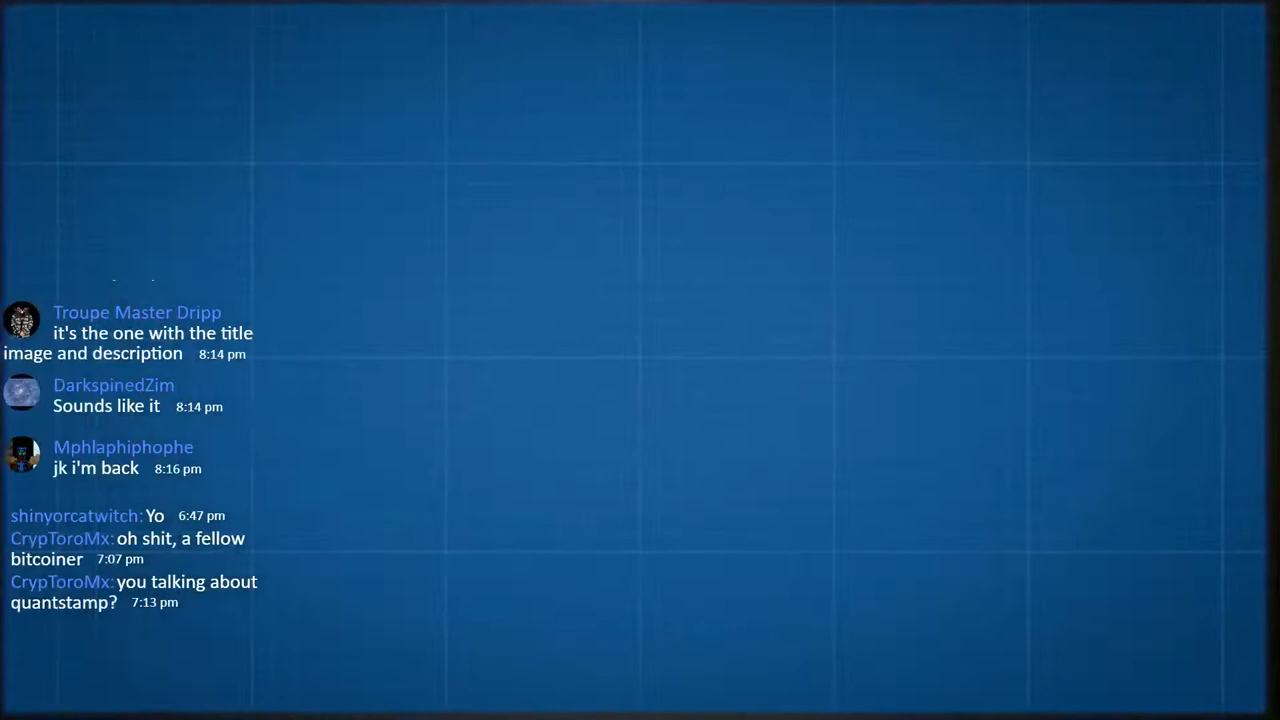 Troupe Master Dripp
it's the one with the title
image and description 8:14 pm
DarkspinedZim
Sounds like it 8:14 pm
Mphlaphiphophe
jk i'm back 8:16 pm
shinyorcatwitch: Yo 6:47 pm
CrypToroMx: oh shit, a fellow
bitcoiner 7:07 pm
CrypToroMx: you talking about
quantstamp? 7:13 pm